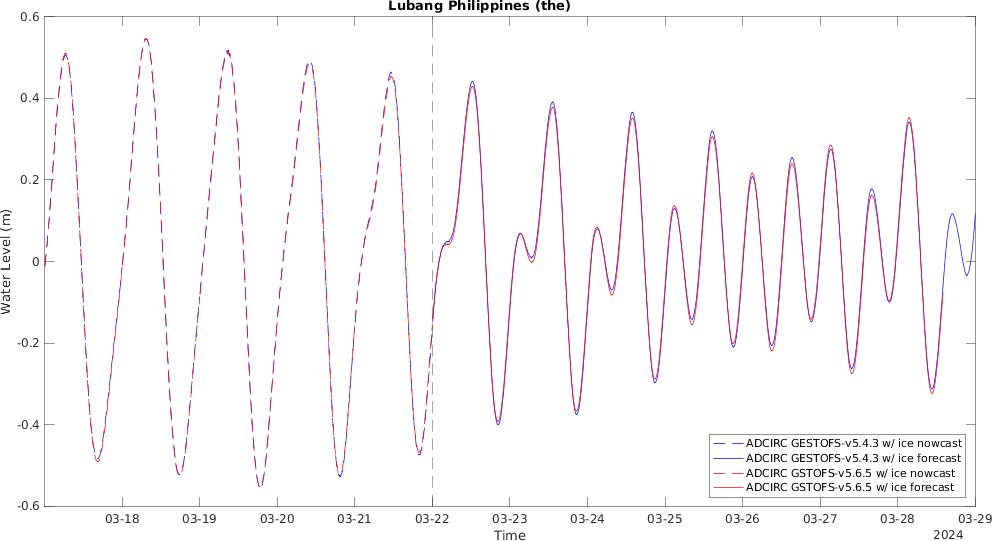 Lubang Philippines (the)
0.6
0.4
0.2
0
-0.2
-0.4
-0.6
Water Level (m)
03-18
03-19
03-20
03-21
03-22
03-23
03-24
03-25
03-26
03-27
03-28
03-29
Time
2024
ADCIRC GESTOFS-v5.4.3 w/ ice nowcast
ADCIRC GESTOFS-v5.4.3 w/ ice forecast
ADCIRC GSTOFS-v5.6.5 w/ ice nowcast
ADCIRC GSTOFS-v5.6.5 w/ ice forecast